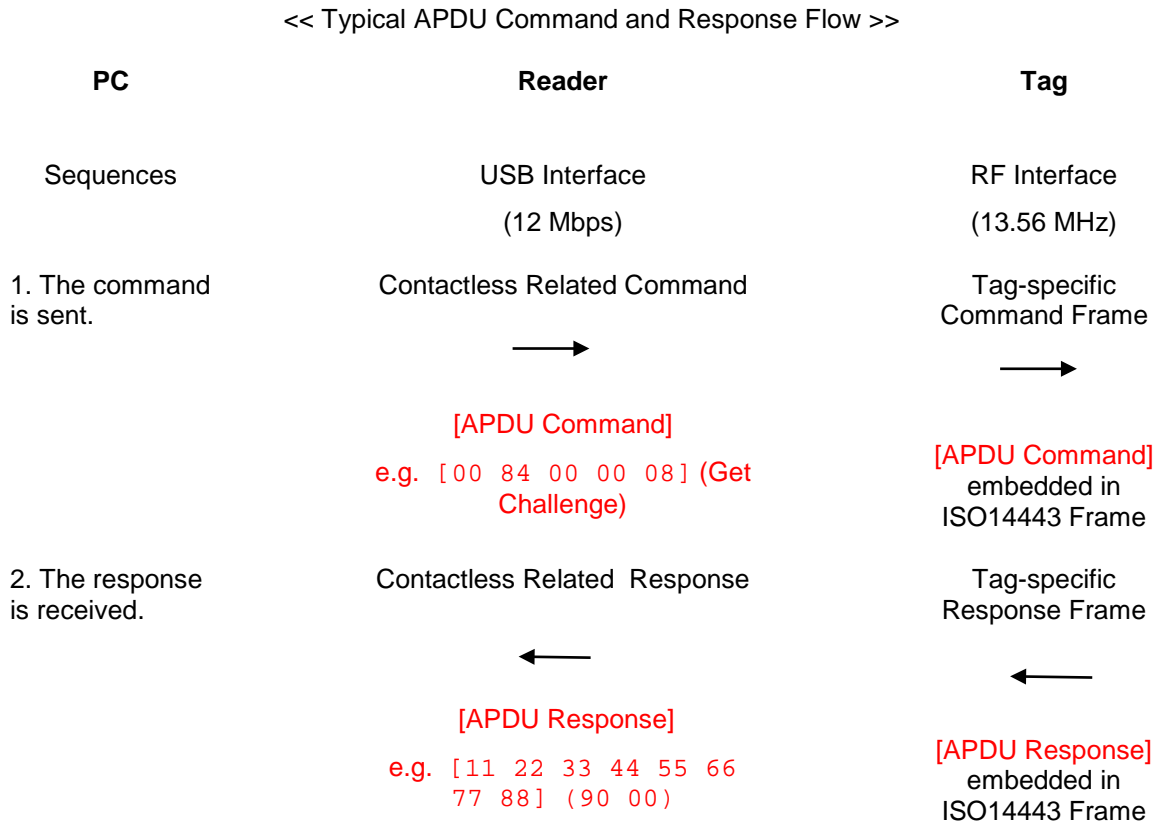 << Typical APDU Command and Response Flow >>
PC
Reader
Tag
Sequences
USB Interface
(12 Mbps)
RF Interface
(13.56 MHz)
1. The command
is sent.
Contactless Related Command
Tag-specific
Command Frame
[APDU Command]
e.g. [00 84 00 00 08] (Get
Challenge)
[APDU Command]
embedded in
ISO14443 Frame
2. The response
is received.
Contactless Related Response
Tag-specific
Response Frame
[APDU Response]
e.g. [11 22 33 44 55 66
77 88] (90 00)
[APDU Response]
embedded in
ISO14443 Frame